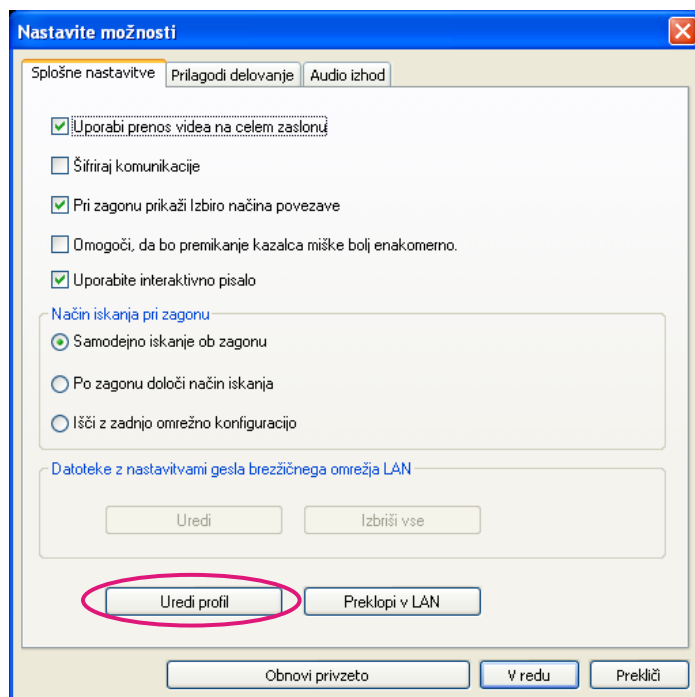 Nastavite možnosti
Splošne nastavitve
Prilagodi delovanje
Audio izhod
Uporabi prenos videa na celem zaslonu
Šifriraj komunikacije
Pri zagonu prikaži Izbiro načina povezave
Omogoči, da bo premikanje kazalca miške bolj enakomerno.
Uporabite interaktivno pisalo
Način iskanja pri zagonu
Samodejno iskanje ob zagonu
Po zagonu določi način iskanja
Išči z zadnjo omrežno konfiguracijo
Datoteke z nastavitvami gesla brezžičnega omrežja LAN
Uredi
Izbriši vse
Uredi profil
Preklopi v LAN
Obnovi privzeto
V redu
Prekliči